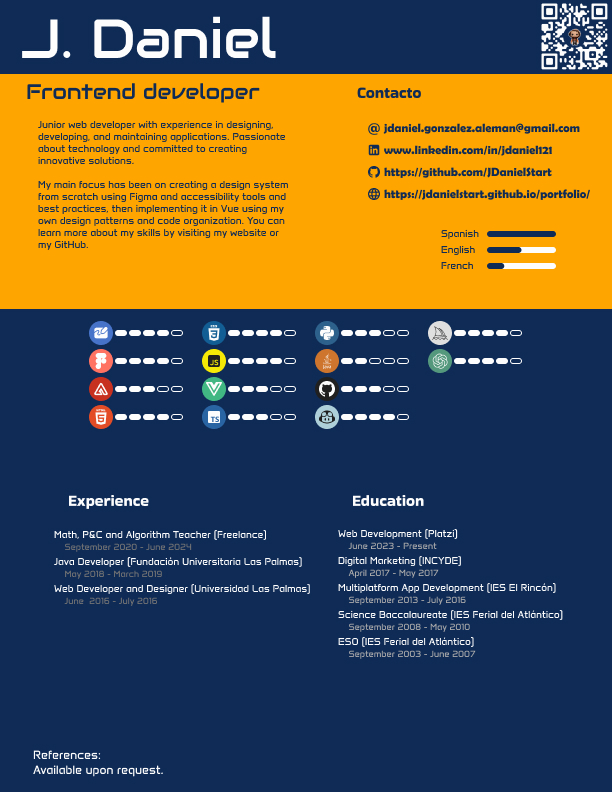 J. Daniel
Frontend developer
Junior web developer with experience in designing,
developing, and maintaining applications. Passionate
about technology and committed to creating
innovative solutions.
My main focus has been on creating a design system
from scratch using Figma and accessibility tools and
best practices, then implementing it in Vue using my
own design patterns and code organization. You can
learn more about my skills by visiting my website or
my GitHub.
Contacto
jdaniel.gonzalez.aleman@gmail.com
www.linkedin.com/in/jdaniel121
https://github.com/JDanielStart
https://jdanielstart.github.io/portfolio/
Spanish
English
French
JS
TS
Experience
Math, P&C and Algorithm Teacher (Freelance)
September 2020 - June 2024
Java Developer (Fundación Universitaria Las Palmas)
May 2018 - March 2019
Web Developer and Designer (Universidad Las Palmas)
June 2016 - July 2016
Education
Web Development (Platzi)
June 2023 - Present
Digital Marketing (INCYDE)
April 2017 - May 2017
Multiplatform App Development (IES El Rincón)
September 2013 - July 2016
Science Baccalaureate (IES Ferial del Atlántico)
September 2008 - May 2010
ESO (IES Ferial del Atlántico)
September 2003 - June 2007
References:
Available upon request.